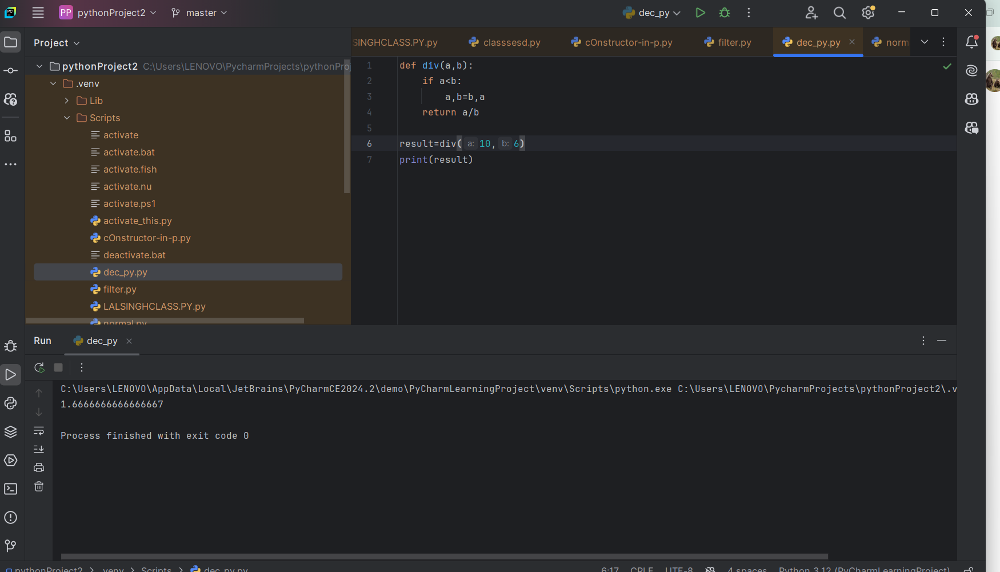 PC
PP pythonProject2 master dec_py
Project
SINGHCLASS.PY.py classsesd.py cOnstructor-in-p.py filter.py dec_py.py norm
pythonProject2 C:\Users\LENOVO\PycharmProjects\pythonPro
.venv
Lib
Scripts
activate
activate.bat
activate.fish
activate.nu
activate.ps1
activate_this.py
cOnstructor-in-p.py
deactivate.bat
dec_py.py
filter.py
LALSINGHCLASS.PY.py
normal.py
1 def div(a,b):
2 if a<b:
3 a,b=b,a
4 return a/b
5
6 result=div( a: 10, b: 6)
7 print(result)
Run dec_py
C:\Users\LENOVO\AppData\Local\JetBrains\PyCharmCE2024.2\demo\PyCharmLearningProject\venv\Scripts\python.exe C:\Users\LENOVO\PycharmProjects\pythonProject2\.v
1.6666666666666667
Process finished with exit code 0
pythonProject2 > .venv > Scripts > dec_py.py 6:17 CRLF UTF-8 4 spaces Python 3.12 (PyCharmLearningProject)